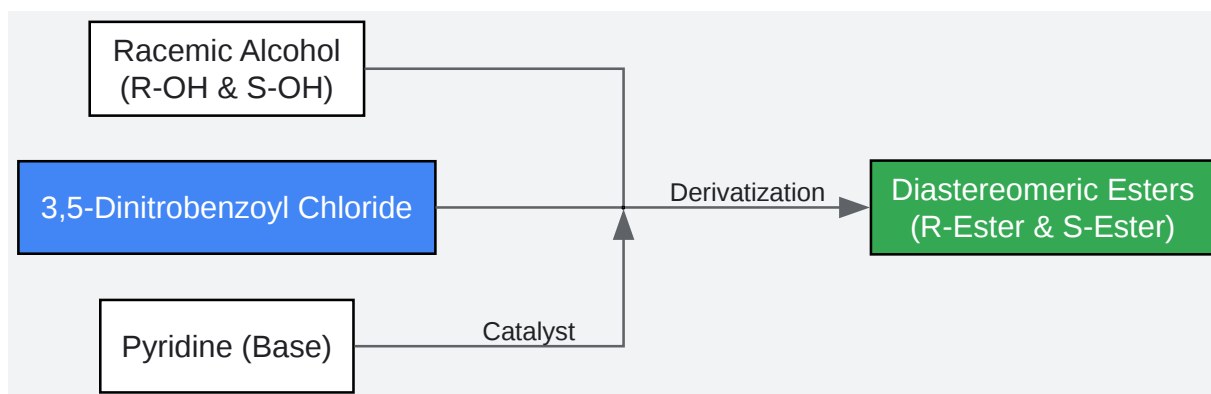 Racemic Alcohol
(R-OH & S-OH)
3,5-Dinitrobenzoyl Chloride
Derivatization
Diastereomeric Esters
(R-Ester & S-Ester)
Pyridine (Base)
Catalyst